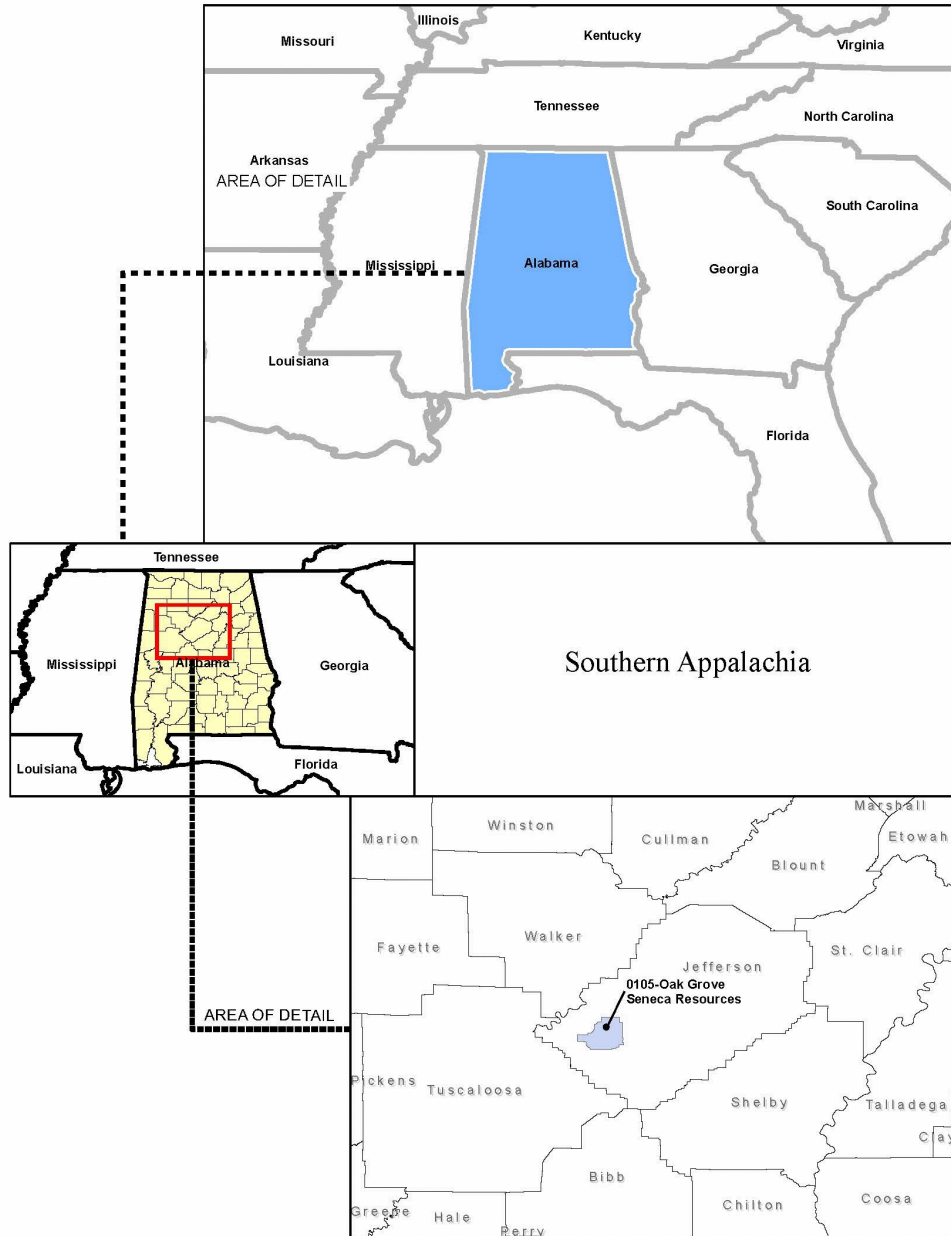 Illinois
Missouri
Kentucky
Virginia
Tennessee
North Carolina
Arkansas
AREA OF DETAIL
South Carolina
Mississippi
Alabama
Georgia
Louisiana
Florida
Tennessee
Mississippi
Alabama
Georgia
Louisiana
Florida
Southern Appalachia
Marshall
Marion
Winston
Cullman
Etowah
Blount
Fayette
Walker
St. Clair
Jefferson
0105-Oak Grove
Seneca Resources
AREA OF DETAIL
Pickens
Tuscaloosa
Shelby
Talladega
Clay
Bibb
Chilton
Coosa
Greene
Hale
Perry